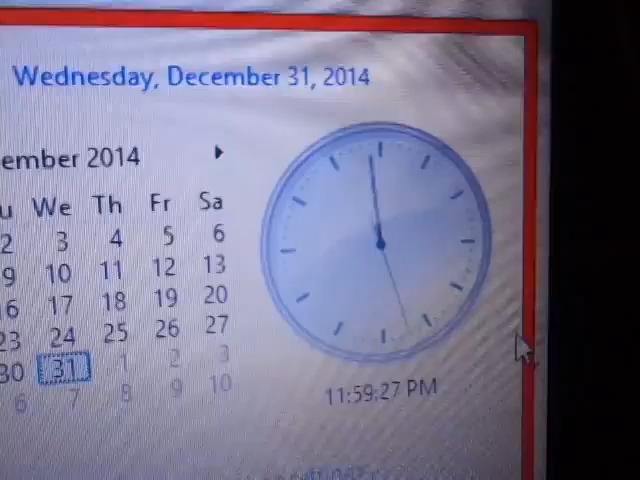 Wednesday, December 31, 2014
ember 2014
u We Th Fr Sa
2 3 4 5 6
9 10 11 12 13
16 17 18 19 20
23 24 25 26 27
30 31 1 2 3
6 7 8 9 10
11:59:27 PM